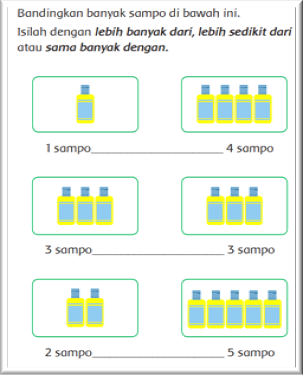 Bandingkan banyak sampo di bawah ini.
Isilah dengan lebih banyak dari, lebih sedikit dari
atau sama banyak dengan.
1 sampo____________________ 4 sampo
3 sampo____________________ 3 sampo
2 sampo____________________ 5 sampo